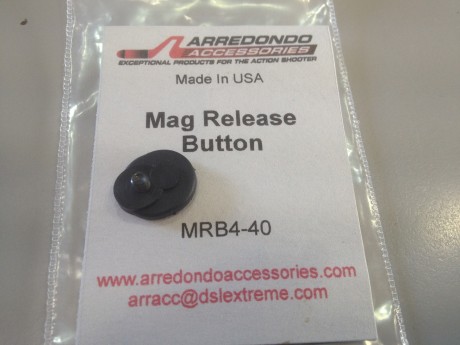 ARREDONDO
ACCESSORIES
EXCEPTIONAL PRODUCTS FOR THE ACTION SHOOTER
Made In USA
Mag Release
Button
MRB4-40
www.arredondoaccessories.com
arracc@dslextreme.com